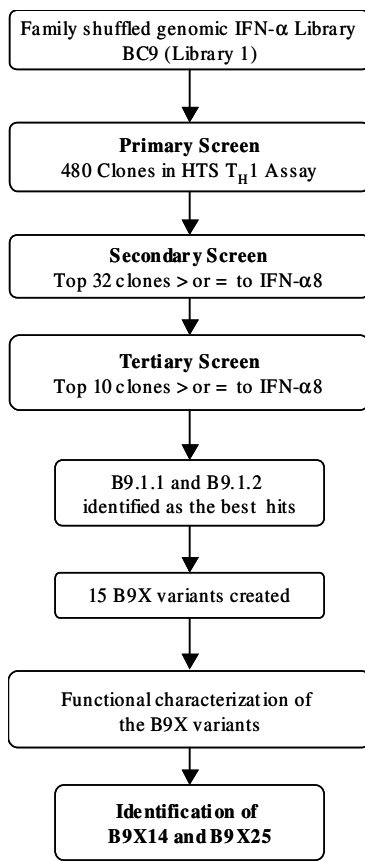 Family shuffled genomic IFN-α Library
BC9 (Library 1)
Primary Screen
480 Clones in HTS TH1 Assay
Secondary Screen
Top 32 clones > or = to IFN-α8
Tertiary Screen
Top 10 clones > or = to IFN-α8
B9.1.1 and B9.1.2
identified as the best hits
15 B9X variants created
Functional characterization of
the B9X variants
Identification of
B9X14 and B9X25